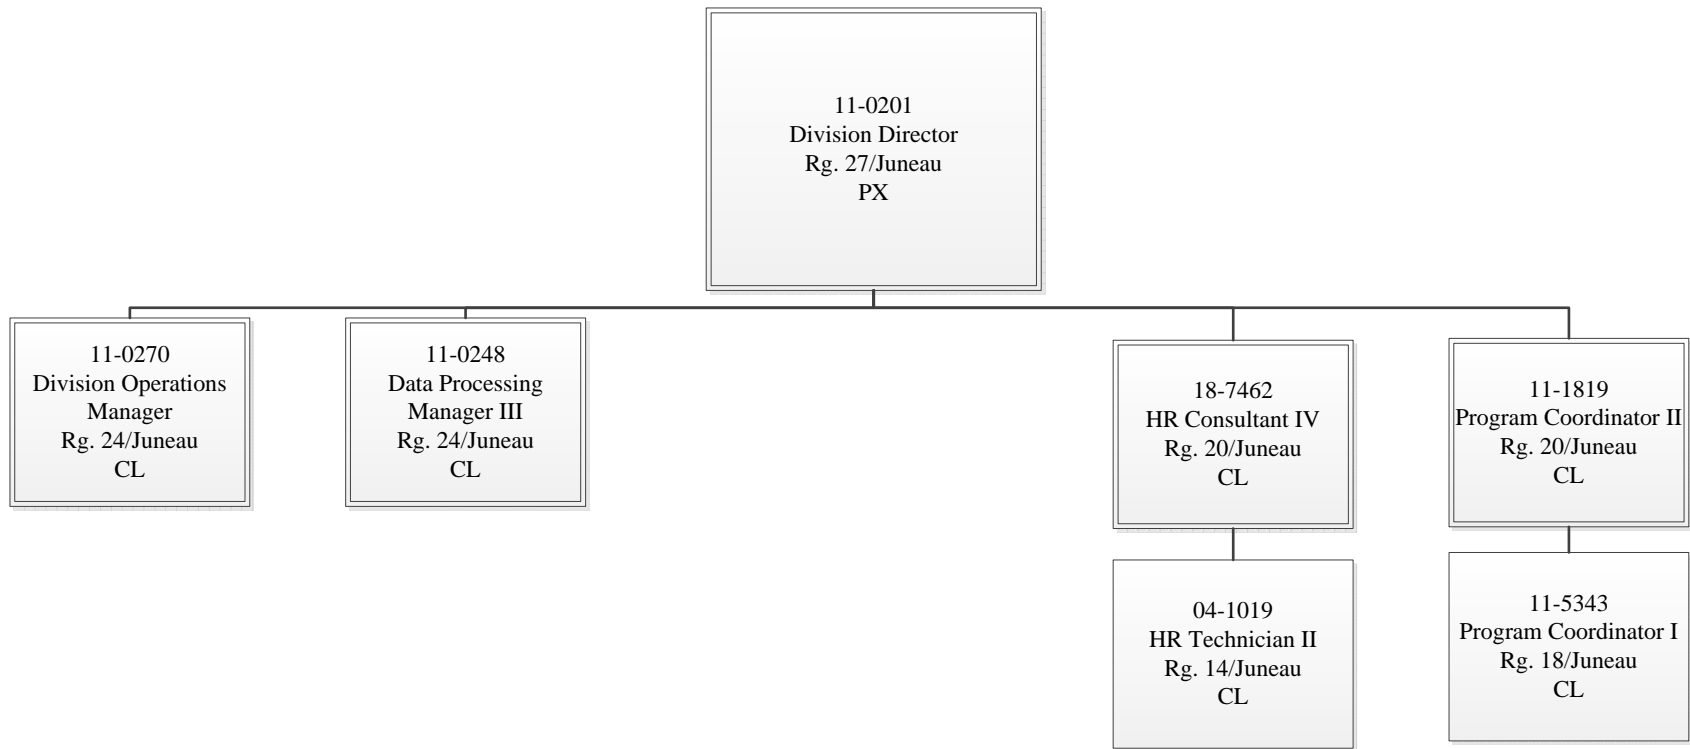 11-0201
Division Director
Rg. 27/Juneau
PX
11-0270
Division Operations
Manager
Rg. 24/Juneau
CL
11-0248
Data Processing
Manager III
Rg. 24/Juneau
CL
18-7462
HR Consultant IV
Rg. 20/Juneau
CL
11-1819
Program Coordinator II
Rg. 20/Juneau
CL
04-1019
HR Technician II
Rg. 14/Juneau
CL
11-5343
Program Coordinator I
Rg. 18/Juneau
CL